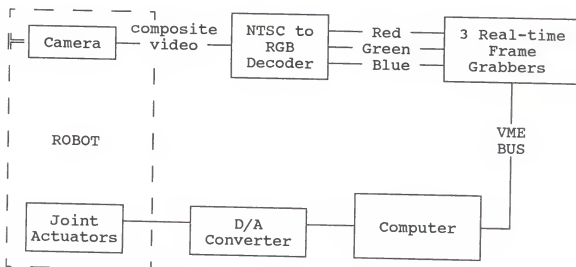 Camera
composite
video
NTSC to
RGB
Decoder
Red
Green
Blue
3 Real-time
Frame
Grabbers
ROBOT
VME
BUS
Joint
Actuators
D/A
Converter
Computer